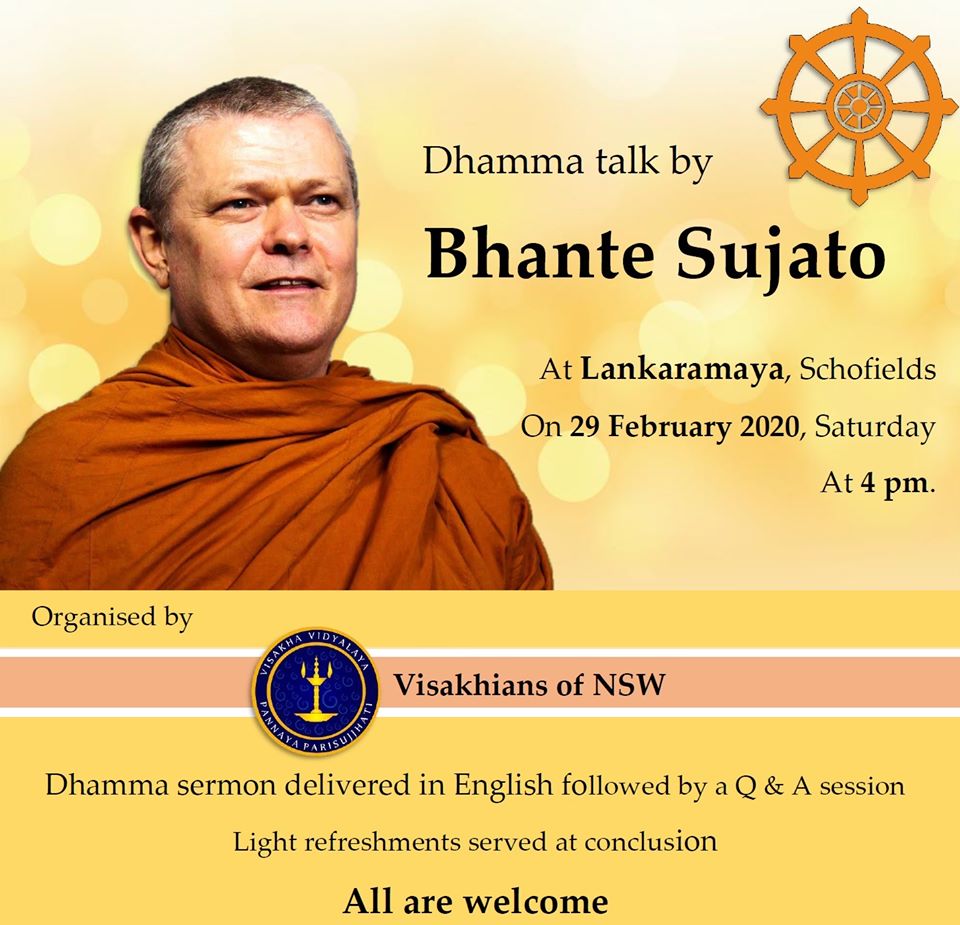 Dhamma talk by
Bhante Sujato
At Lankaramaya, Schofields
On 29 February 2020, Saturday
At 4 pm.
Organised by
VISAKHA VIDYALAYA
PANNAYA PARISUJJHATI
Visakhians of NSW
Dhamma sermon delivered in English followed by a Q & A session
Light refreshments served at conclusion
All are welcome